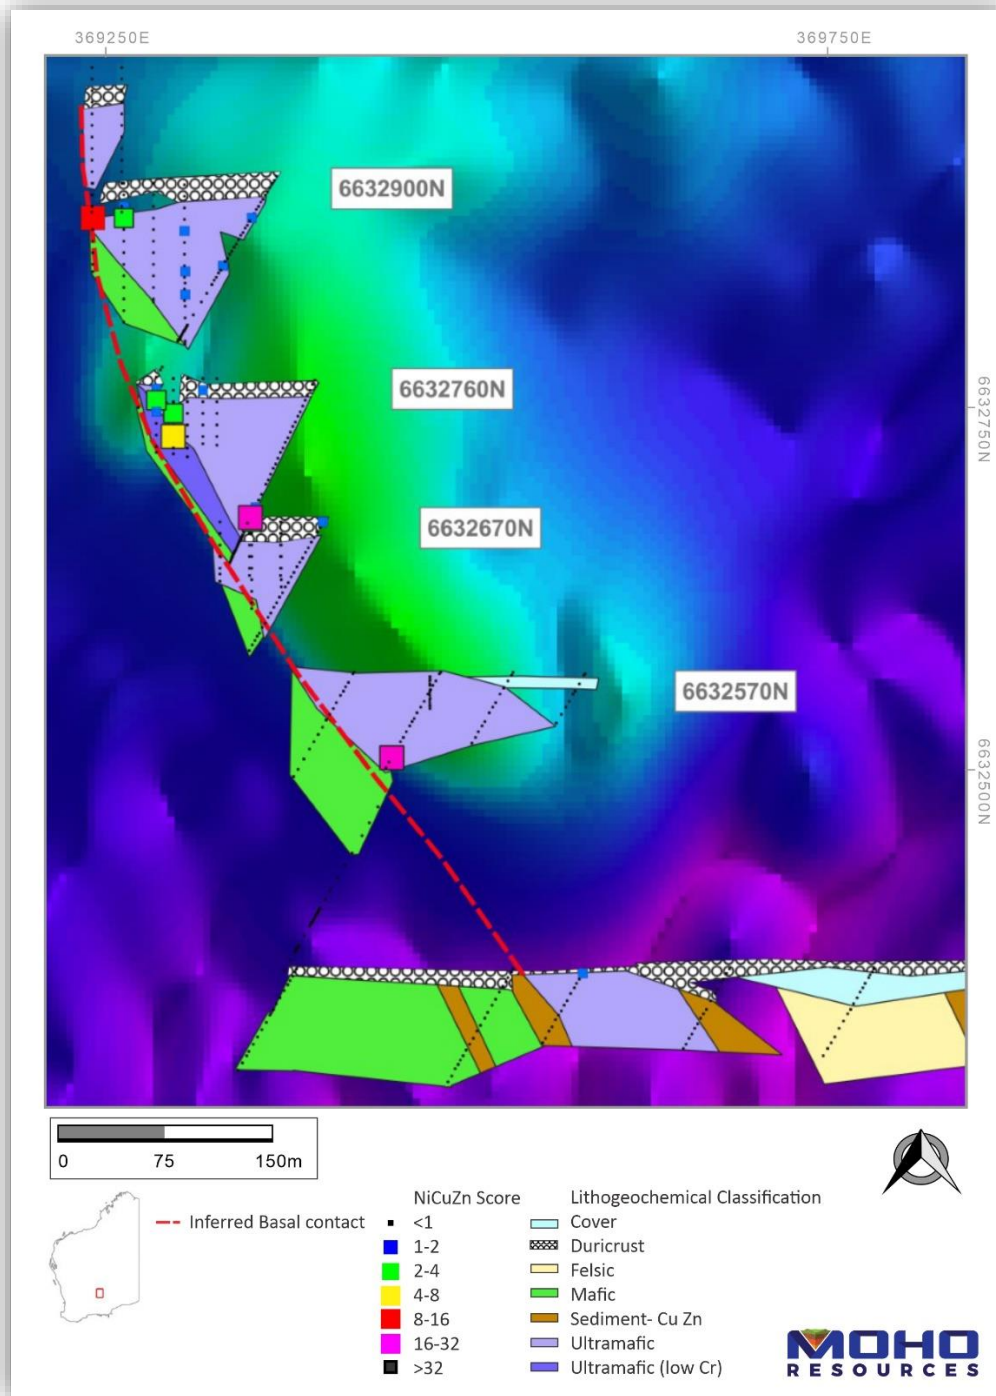 369250E
369750E
6632900N
6632760N
6632750N
6632670N
6632570N
6632500N
0 75 150m
Inferred Basal contact
NiCuZn Score
<1
1-2
2-4
4-8
8-16
16-32
>32
Lithogeochemical Classification
Cover
Duricrust
Felsic
Mafic
Sediment- Cu Zn
Ultramafic
Ultramafic (low Cr)
MOHO
RESOURCES